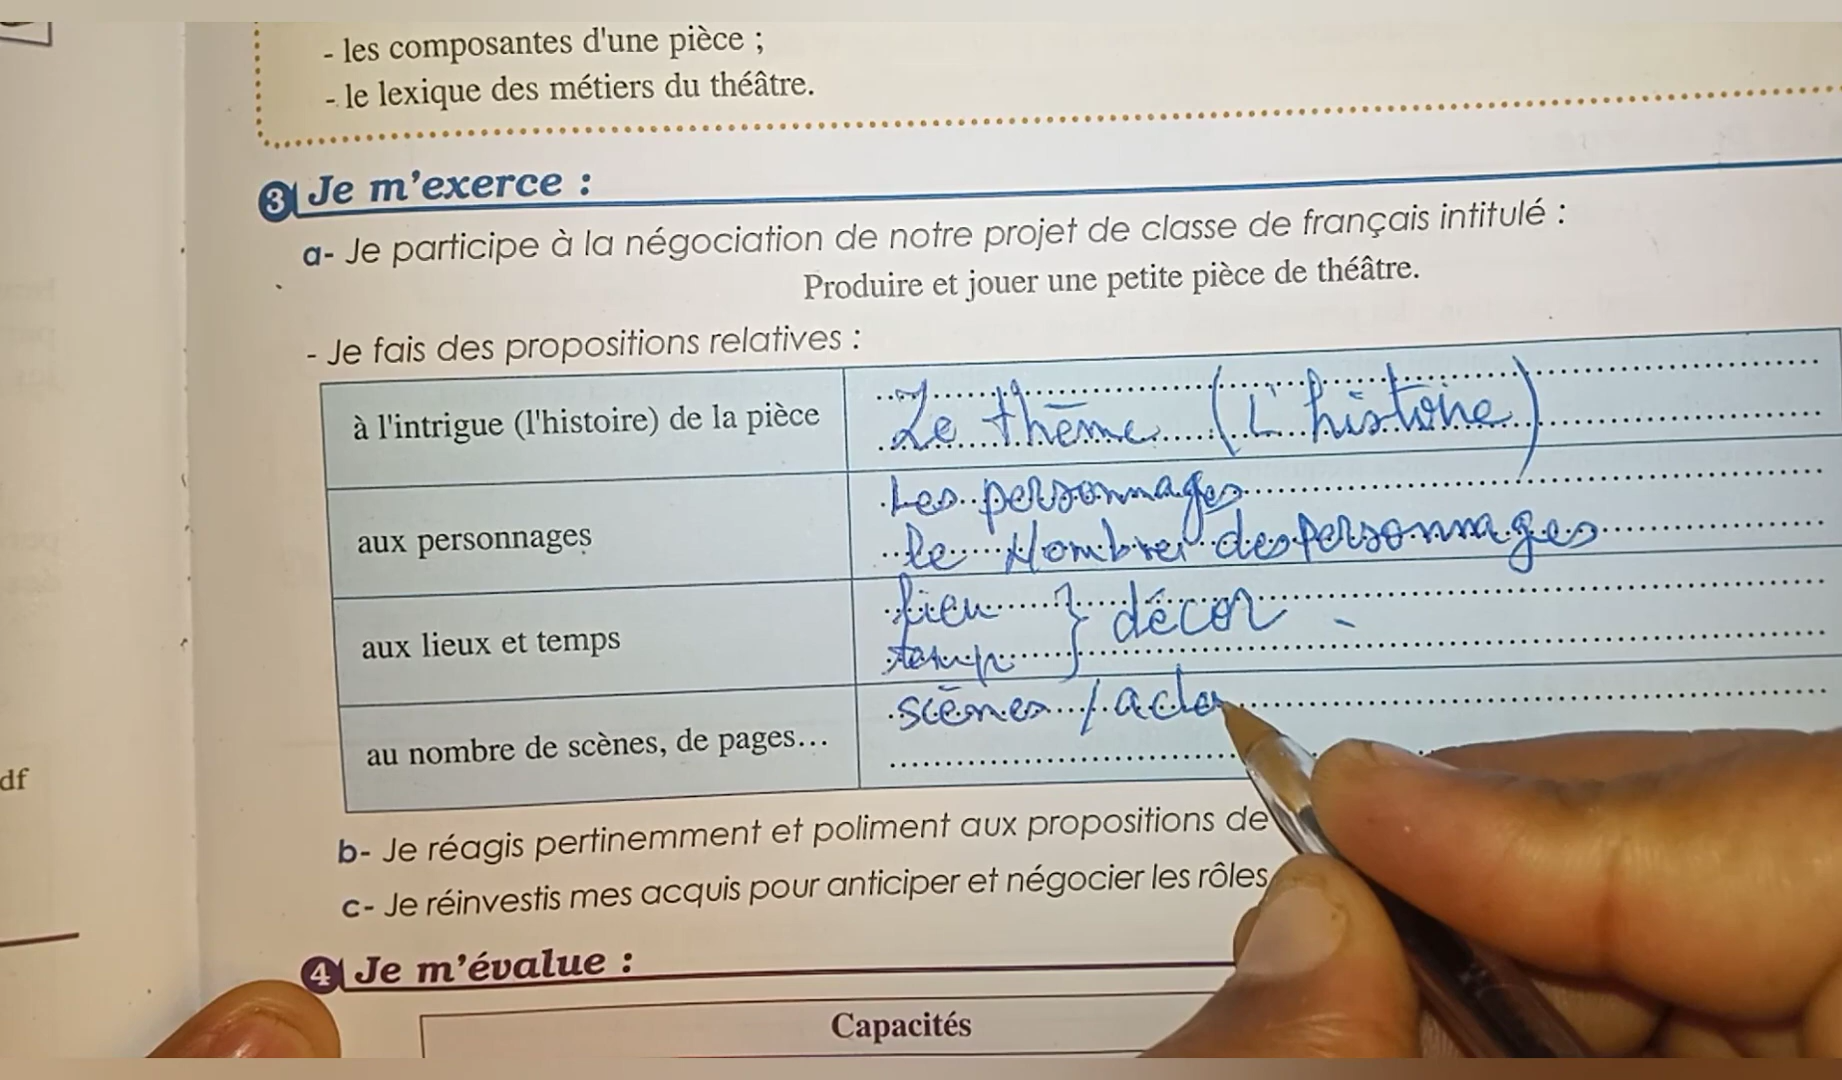 - les composantes d'une pièce ;
- le lexique des métiers du théâtre.
3 Je m'exerce :
a- Je participe à la négociation de notre projet de classe de français intitulé :
Produire et jouer une petite pièce de théâtre.
- Je fais des propositions relatives :
à l'intrigue (l'histoire) de la pièce
Le thème (L'histoire)
aux personnages
Les personnages
le Nombre des personnages
aux lieux et temps
lieu } décor -
temps
au nombre de scènes, de pages...
scènes / acte
b- Je réagis pertinemment et poliment aux propositions de
c- Je réinvestis mes acquis pour anticiper et négocier les rôles
4 Je m'évalue :
Capacités
df